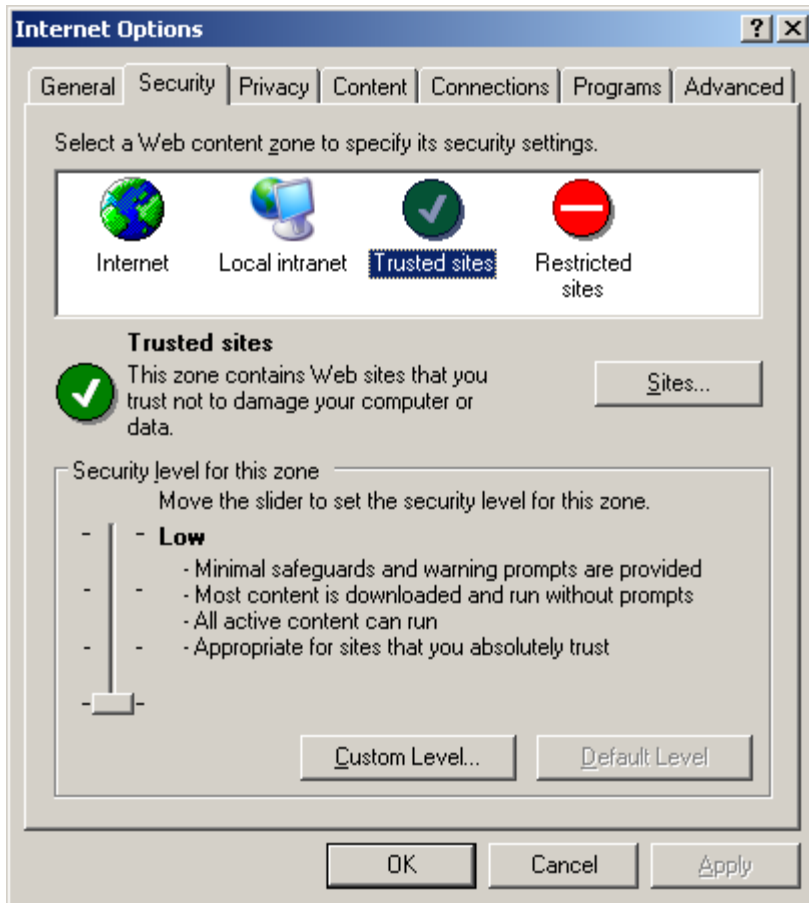 Internet Options
General Security Privacy Content Connections Programs Advanced
Select a Web content zone to specify its security settings.
Internet Local intranet Trusted sites Restricted
sites
Trusted sites
This zone contains Web sites that you
trust not to damage your computer or
data.
Sites...
Security level for this zone
Move the slider to set the security level for this zone.
Low
- Minimal safeguards and warning prompts are provided
- Most content is downloaded and run without prompts
- All active content can run
- Appropriate for sites that you absolutely trust
Custom Level... Default Level
OK Cancel Apply